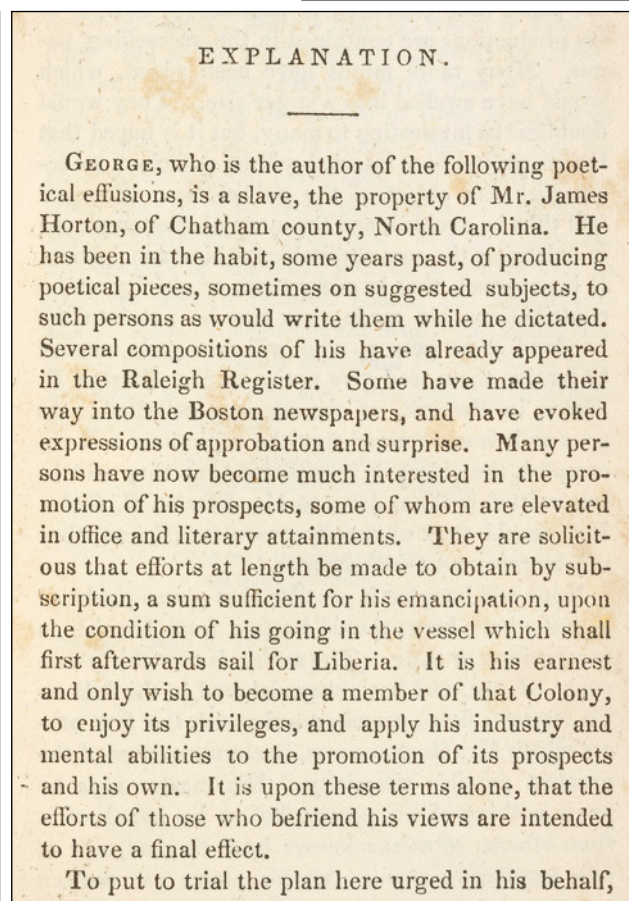 EXPLANATION.
GEORGE, who is the author of the following poet-
ical effusions, is a slave, the property of Mr. James
Horton, of Chatham county, North Carolina. He
has been in the habit, some years past, of producing
poetical pieces, sometimes on suggested subjects, to
such persons as would write them while he dictated.
Several compositions of his have already appeared
in the Raleigh Register. Some have made their
way into the Boston newspapers, and have evoked
expressions of approbation and surprise. Many per-
sons have now become much interested in the pro-
motion of his prospects, some of whom are elevated
in office and literary attainments. They are solicit-
ous that efforts at length be made to obtain by sub-
scription, a sum sufficient for his emancipation, upon
the condition of his going in the vessel which shall
first afterwards sail for Liberia. It is his earnest
and only wish to become a member of that Colony,
to enjoy its privileges, and apply his industry and
mental abilities to the promotion of its prospects
and his own. It is upon these terms alone, that the
efforts of those who befriend his views are intended
to have a final effect.
To put to trial the plan here urged in his behalf,